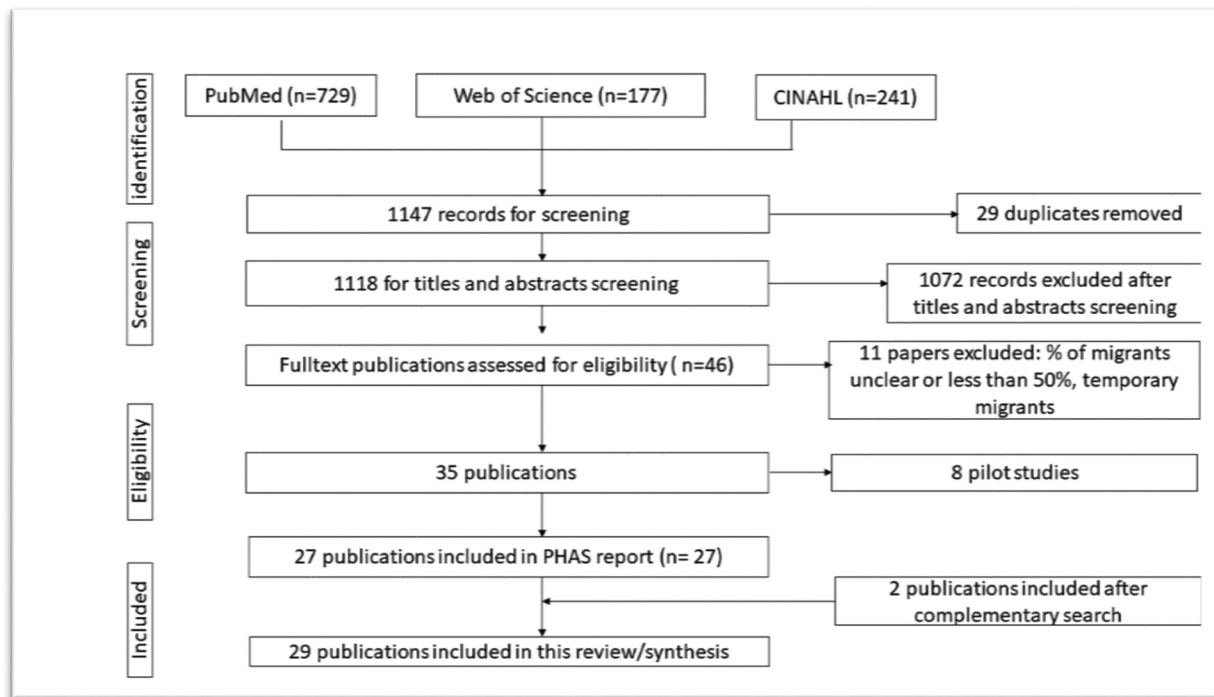 identification
PubMed (n=729)
Web of Science (n=177)
CINAHL (n=241)
1147 records for screening
29 duplicates removed
Screening
1118 for titles and abstracts screening
1072 records excluded after
titles and abstracts screening
Fulltext publications assessed for eligibility ( n=46)
11 papers excluded: % of migrants
unclear or less than 50%, temporary
migrants
Eligibility
35 publications
8 pilot studies
27 publications included in PHAS report (n= 27)
Included
2 publications included after
complementary search
29 publications included in this review/synthesis